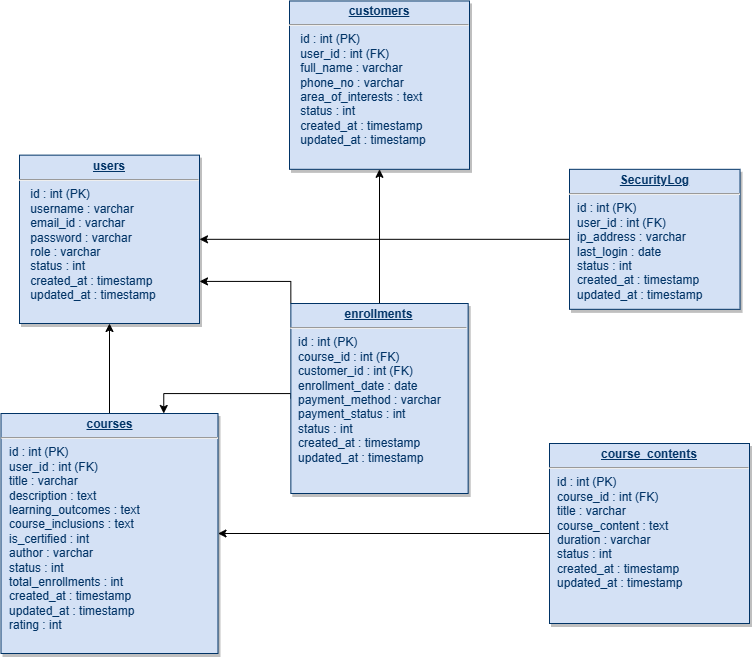 customers
id : int (PK)
user_id : int (FK)
full_name : varchar
phone_no : varchar
area_of_interests : text
status : int
created_at : timestamp
updated_at : timestamp
users
id : int (PK)
username : varchar
email_id : varchar
password : varchar
role : varchar
status : int
created_at : timestamp
updated_at : timestamp
SecurityLog
id : int (PK)
user_id : int (FK)
ip_address : varchar
last_login : date
status : int
created_at : timestamp
updated_at : timestamp
enrollments
id : int (PK)
course_id : int (FK)
customer_id : int (FK)
enrollment_date : date
payment_method : varchar
payment_status : int
status : int
created_at : timestamp
updated_at : timestamp
courses
id : int (PK)
user_id : int (FK)
title : varchar
description : text
learning_outcomes : text
course_inclusions : text
is_certified : int
author : varchar
status : int
total_enrollments : int
created_at : timestamp
updated_at : timestamp
rating : int
course_contents
id : int (PK)
course_id : int (FK)
title : varchar
course_content : text
duration : varchar
status : int
created_at : timestamp
updated_at : timestamp